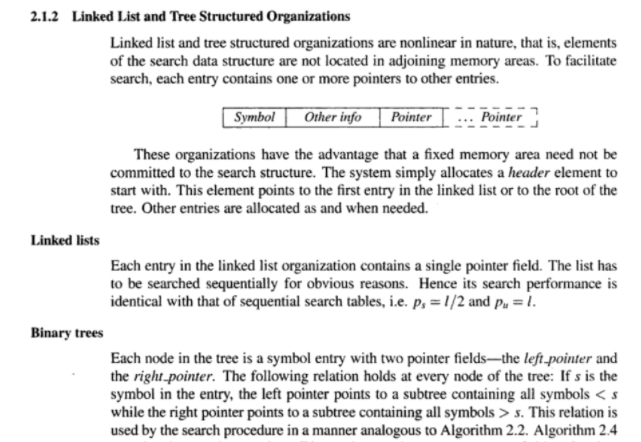 2.1.2 Linked List and Tree Structured Organizations
Linked list and tree structured organizations are nonlinear in nature, that is, elements
of the search data structure are not located in adjoining memory areas. To facilitate
search, each entry contains one or more pointers to other entries.
Symbol Other info Pointer ... Pointer
These organizations have the advantage that a fixed memory area need not be
committed to the search structure. The system simply allocates a header element to
start with. This element points to the first entry in the linked list or to the root of the
tree. Other entries are allocated as and when needed.
Linked lists
Each entry in the linked list organization contains a single pointer field. The list has
to be searched sequentially for obvious reasons. Hence its search performance is
identical with that of sequential search tables, i.e. pₛ = l/2 and pᵤ = l.
Binary trees
Each node in the tree is a symbol entry with two pointer fields—the left_pointer and
the right_pointer. The following relation holds at every node of the tree: If s is the
symbol in the entry, the left pointer points to a subtree containing all symbols < s
while the right pointer points to a subtree containing all symbols > s. This relation is
used by the search procedure in a manner analogous to Algorithm 2.2. Algorithm 2.4